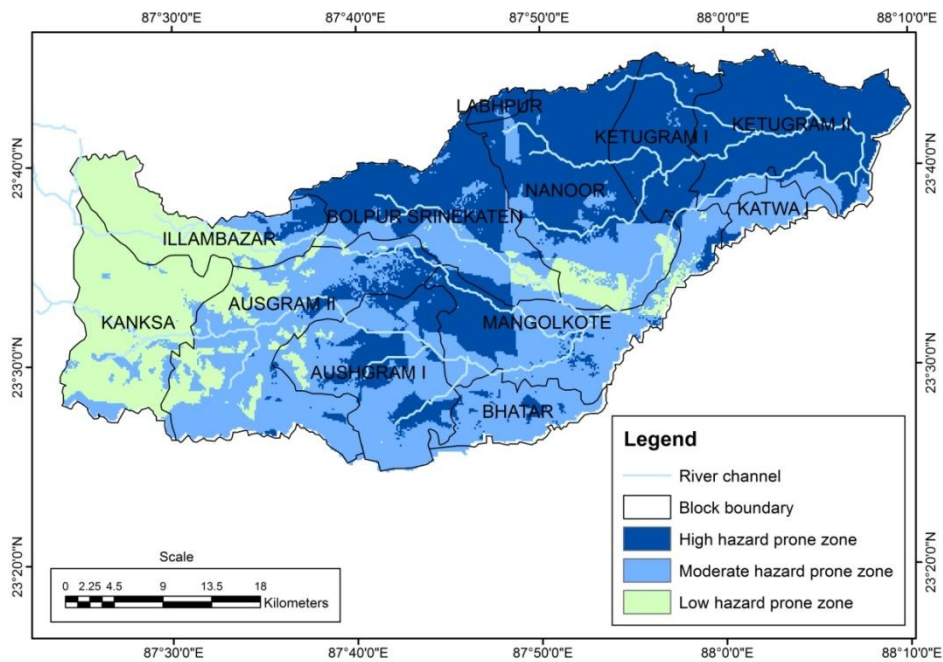 87°30'0"E 87°40'0"E 87°50'0"E 88°0'0"E 88°10'0"E
LABHPUR
KETUGRAM I KETUGRAM II
23°40'0"N 23°40'0"N
NANOOR
KATWA I
BOLPUR SRINEKATEN
ILLAMBAZAR
AUSGRAM II
KANKSA MANGOLKOTE
23°30'0"N 23°30'0"N
AUSHGRAM I
BHATAR
Legend
River channel
Block boundary
High hazard prone zone
Moderate hazard prone zone
Low hazard prone zone
23°20'0"N 23°20'0"N
Scale
0 2.25 4.5 9 13.5 18
Kilometers
87°30'0"E 87°40'0"E 87°50'0"E 88°0'0"E 88°10'0"E